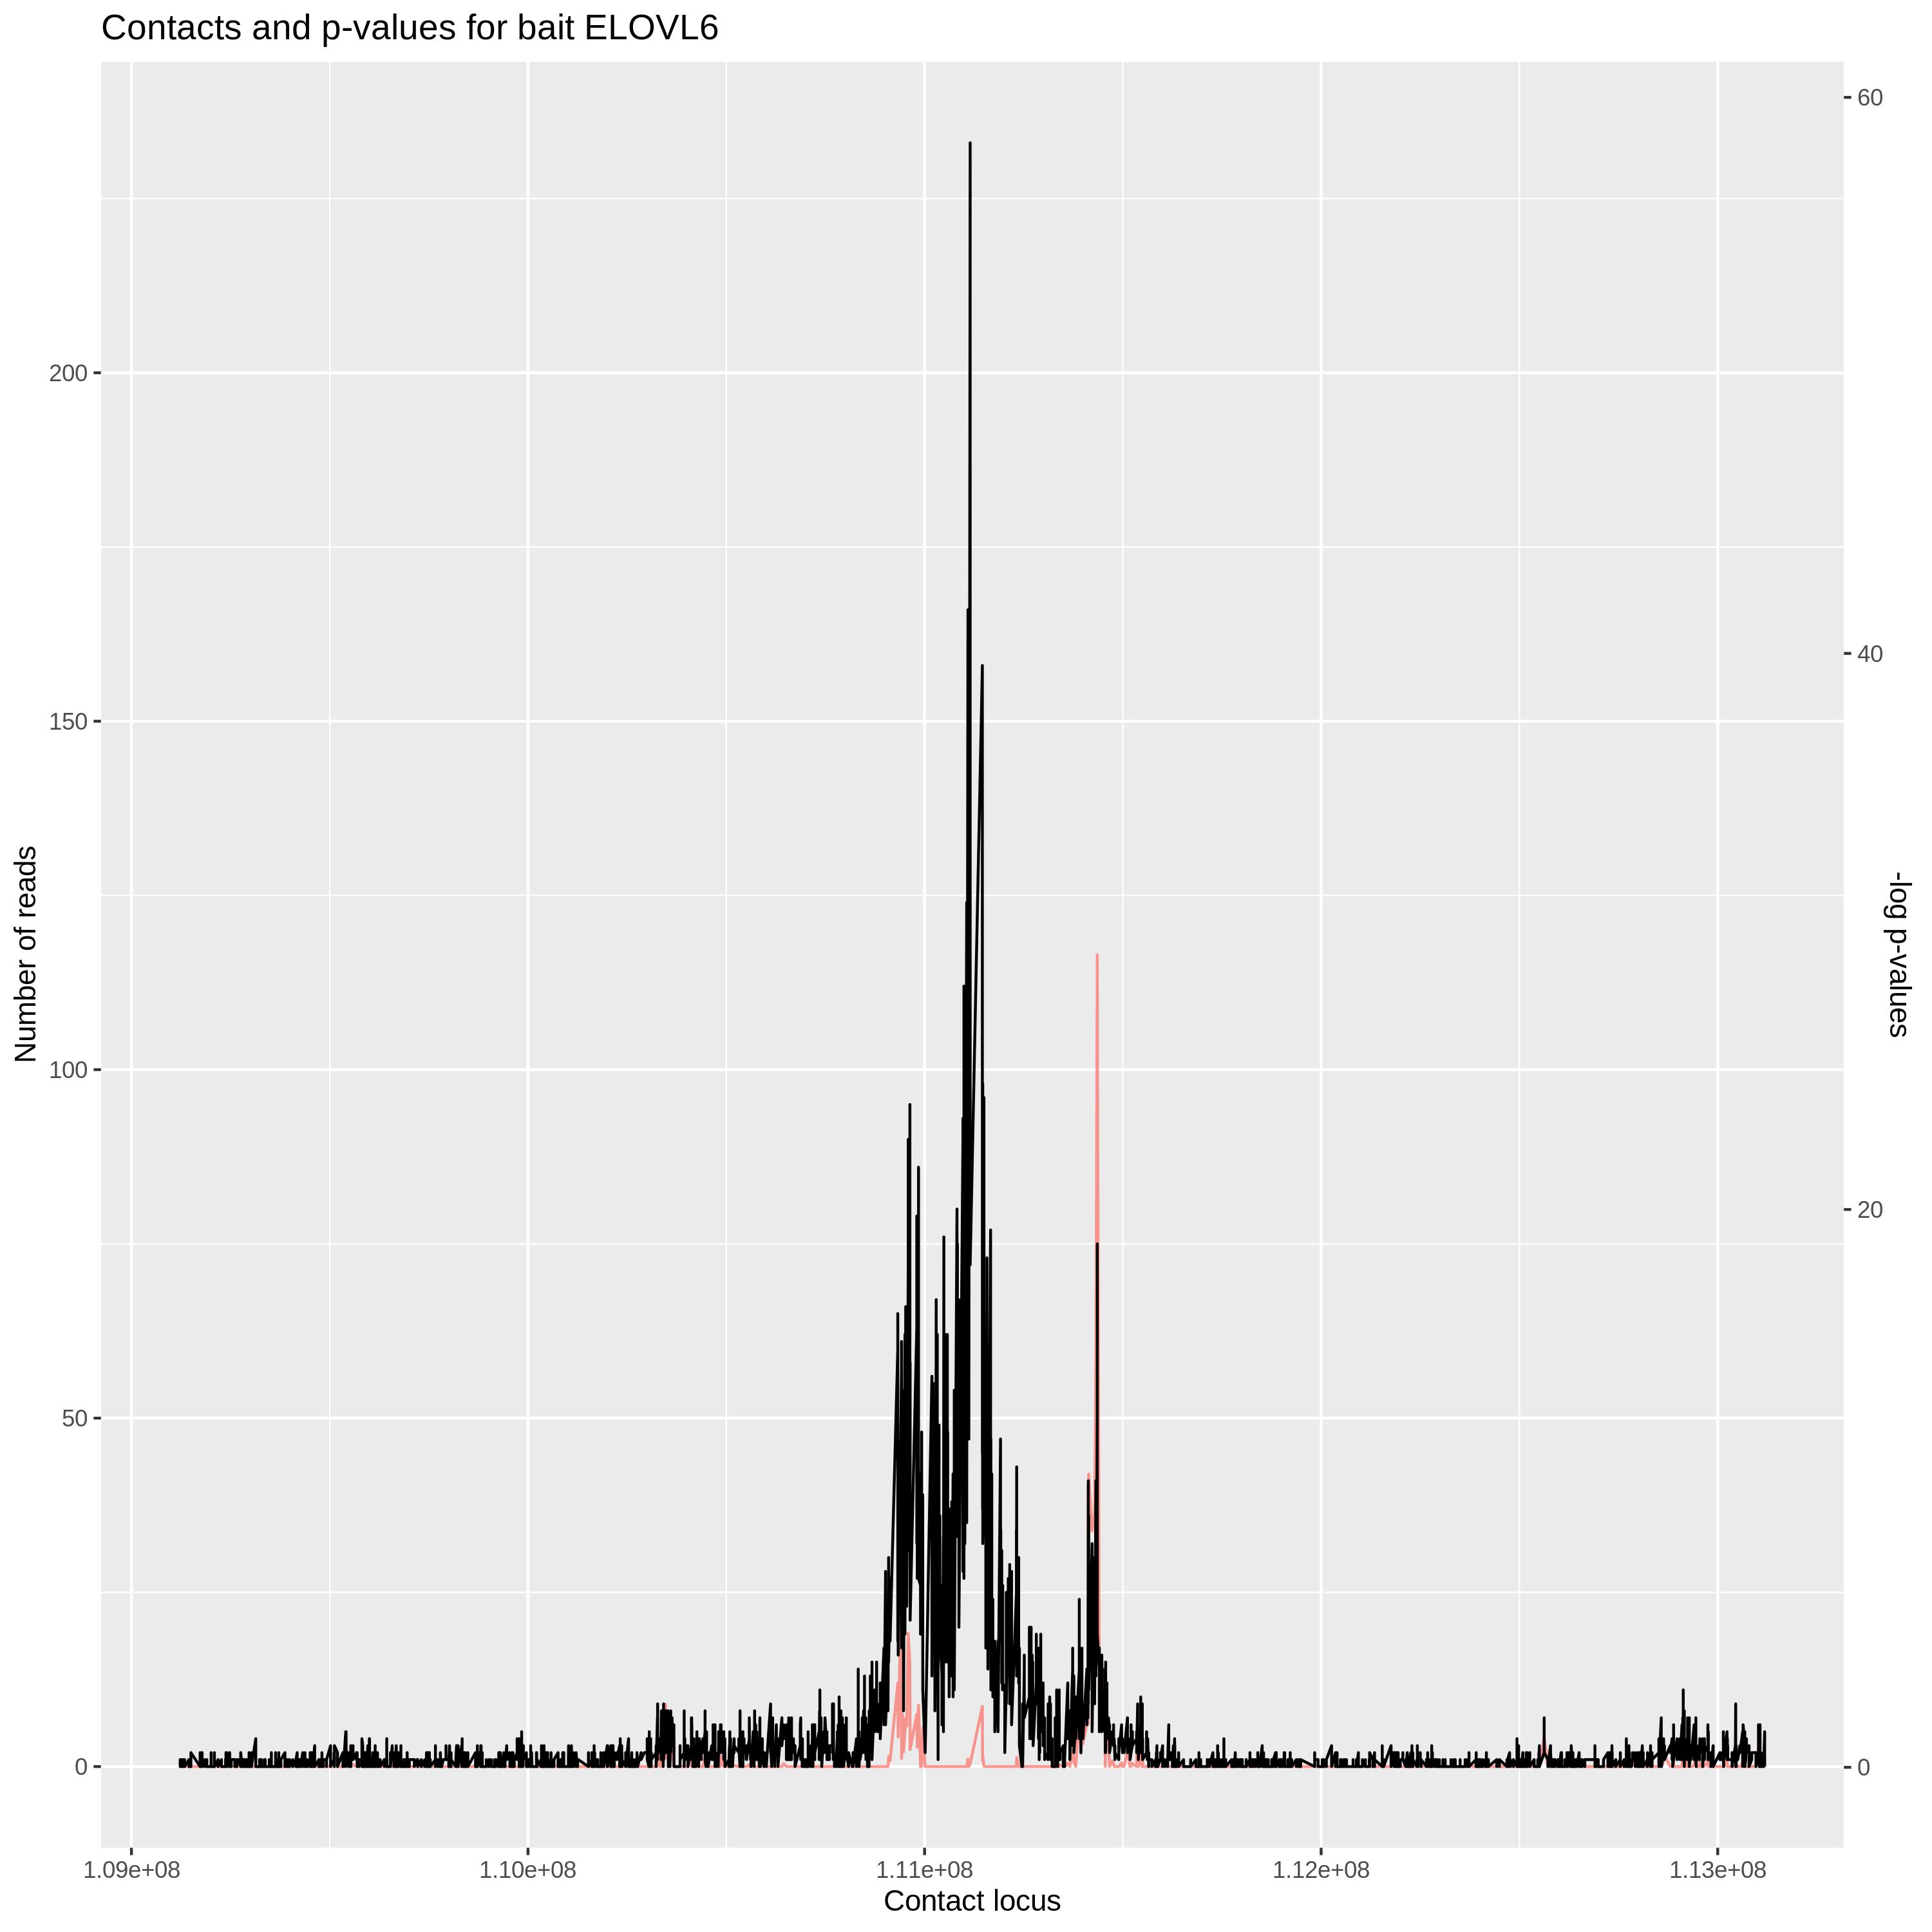 Contacts and p-values for bait ELOVL6
60
200
40
150
Number of reads
-log p-values
100
20
50
0
0
1.09e+08
1.10e+08
1.11e+08
1.12e+08
1.13e+08
Contact locus